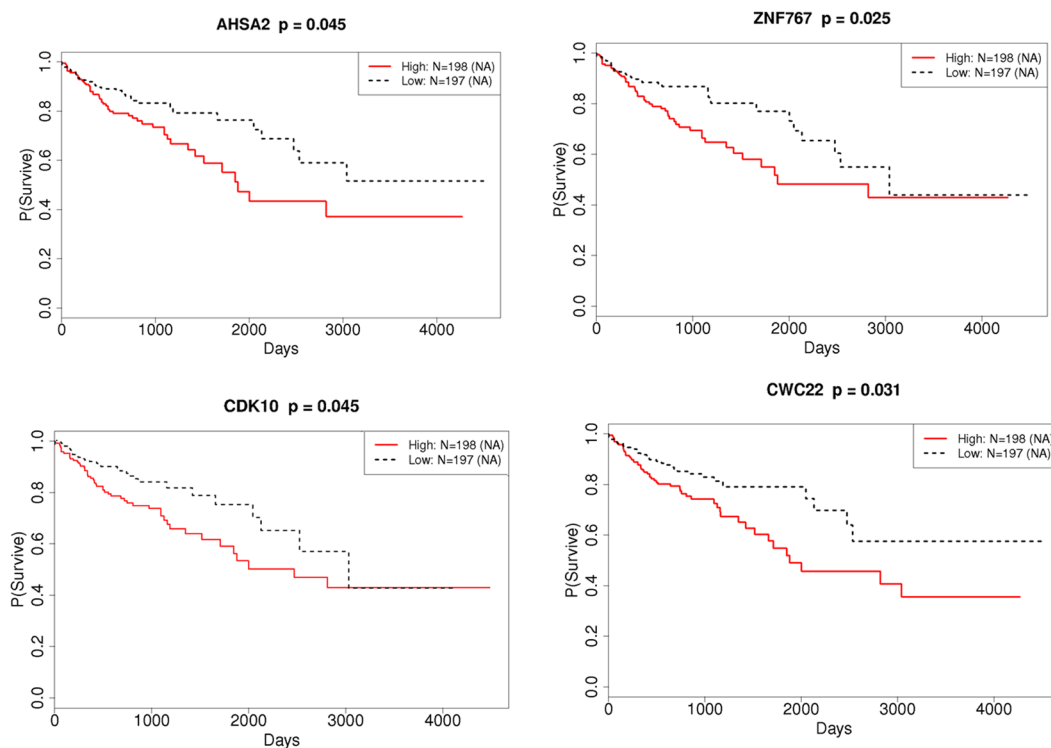 AHSA2 p = 0.045
High: N=198 (NA)
Low: N=197 (NA)
P(Survive)
1.0
0.8
0.6
0.4
0.2
0.0
0 1000 2000 3000 4000
Days
ZNF767 p = 0.025
High: N=198 (NA)
Low: N=197 (NA)
P(Survive)
1.0
0.8
0.6
0.4
0.2
0.0
0 1000 2000 3000 4000
Days
CDK10 p = 0.045
High: N=198 (NA)
Low: N=197 (NA)
P(Survive)
1.0
0.8
0.6
0.4
0.2
0.0
0 1000 2000 3000 4000
Days
CWC22 p = 0.031
High: N=198 (NA)
Low: N=197 (NA)
P(Survive)
1.0
0.8
0.6
0.4
0.2
0.0
0 1000 2000 3000 4000
Days